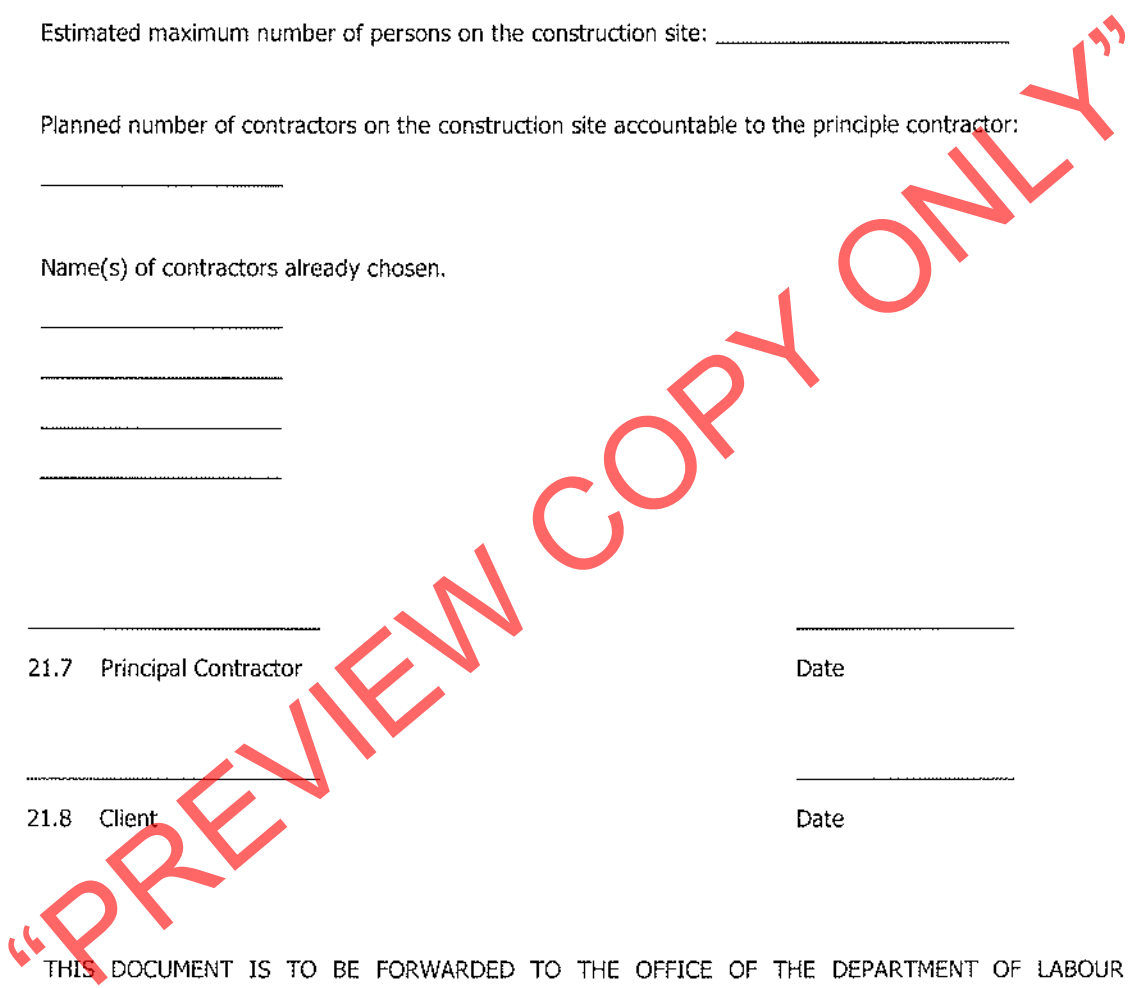 Estimated maximum number of persons on the construction site:
Planned number of contractors on the construction site accountable to the principle contractor:
Name(s) of contractors already chosen.
21.7 Principal Contractor Date
21.8 Client Date
THIS DOCUMENT IS TO BE FORWARDED TO THE OFFICE OF THE DEPARTMENT OF LABOUR
“PREVIEW COPY ONLY”